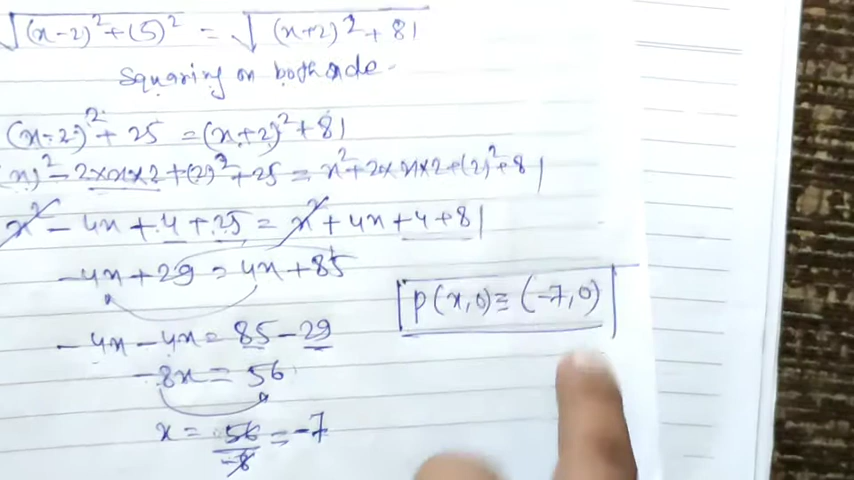 √(x-2)²+(5)² = √(x+2)²+81
Squaring on both side.
(x-2)²+25 = (x+2)²+81
(x)²-2×x×2+(2)²+25 = x²+2×x×2+(2)²+81
x²-4x+4+25 = x²+4x+4+81
-4x+29 = 4x+85
-4x-4x = 85-29
-8x = 56
x = 56/-8 = -7
P(x,0) ≡ (-7,0)